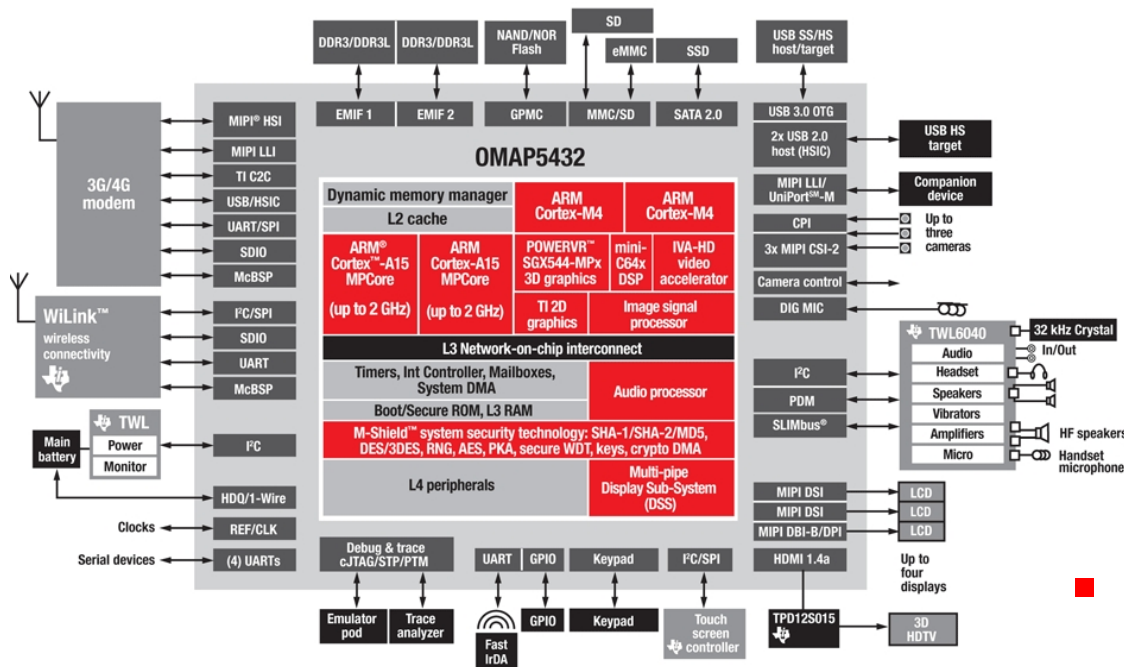 SD
DDR3/DDR3L
DDR3/DDR3L
NAND/NOR
Flash
eMMC
SSD
USB SS/HS
host/target
EMIF 1
EMIF 2
GPMC
MMC/SD
SATA 2.0
USB 3.0 OTG
3G/4G
modem
MIPI® HSI
MIPI LLI
TI C2C
USB/HSIC
UART/SPI
SDIO
McBSP
WiLink™
wireless
connectivity
I²C/SPI
SDIO
UART
McBSP
TWL
Power
Monitor
Main
battery
I²C
HDQ/1-Wire
Clocks
REF/CLK
Serial devices
(4) UARTs
OMAP5432
Dynamic memory manager
L2 cache
ARM
Cortex-M4
ARM
Cortex-M4
ARM®
Cortex™-A15
MPCore
(up to 2 GHz)
ARM
Cortex-A15
MPCore
(up to 2 GHz)
POWERVR™
SGX544-MPx
3D graphics
mini-
C64x
DSP
IVA-HD
video
accelerator
TI 2D
graphics
Image signal
processor
L3 Network-on-chip interconnect
Timers, Int Controller, Mailboxes,
System DMA
Boot/Secure ROM, L3 RAM
Audio processor
M-Shield™ system security technology: SHA-1/SHA-2/MD5,
DES/3DES, RNG, AES, PKA, secure WDT, keys, crypto DMA
L4 peripherals
Multi-pipe
Display Sub-System
(DSS)
2x USB 2.0
host (HSIC)
USB HS
target
MIPI LLI/
UniPort℠-M
Companion
device
CPI
3x MIPI CSI-2
Up to
three
cameras
Camera control
DIG MIC
I²C
PDM
SLIMbus®
TWL6040
Audio
Headset
Speakers
Vibrators
Amplifiers
Micro
32 kHz Crystal
In/Out
HF speakers
Handset
microphone
MIPI DSI
LCD
MIPI DSI
LCD
MIPI DBI-B/DPI
LCD
HDMI 1.4a
Up to
four
displays
TPD12S015
3D
HDTV
Debug & trace
cJTAG/STP/PTM
UART
GPIO
Keypad
I²C/SPI
Emulator
pod
Trace
analyzer
Fast
IrDA
GPIO
Keypad
Touch
screen
controller